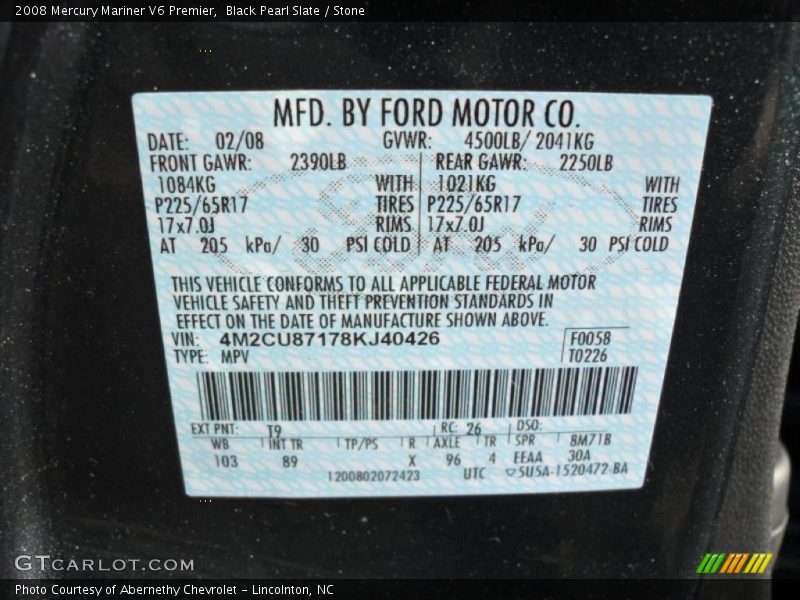 2008 Mercury Mariner V6 Premier,  Black Pearl Slate / Stone
MFD. BY FORD MOTOR CO.
DATE: 02/08 GVWR: 4500LB/ 2041KG
FRONT GAWR: 2390LB REAR GAWR: 2250LB
1084KG WITH 1021KG WITH
P225/65R17 TIRES P225/65R17 TIRES
17x7.0J RIMS 17x7.0J RIMS
AT 205 kPa/ 30 PSI COLD AT 205 kPa/ 30 PSI COLD
THIS VEHICLE CONFORMS TO ALL APPLICABLE FEDERAL MOTOR
VEHICLE SAFETY AND THEFT PREVENTION STANDARDS IN
EFFECT ON THE DATE OF MANUFACTURE SHOWN ABOVE.
VIN: 4M2CU87178KJ40426 F0058
TYPE: MPV T0226
EXT PNT: T9 RC: 26 DSO:
WB INT TR TP/PS R AXLE TR SPR 8M71B
103 89 X 96 4 EEAA 30A
1200802072423 UTC 5U5A-1520472-BA
GTCARLOT.COM
Photo Courtesy of Abernethy Chevrolet – Lincolnton, NC